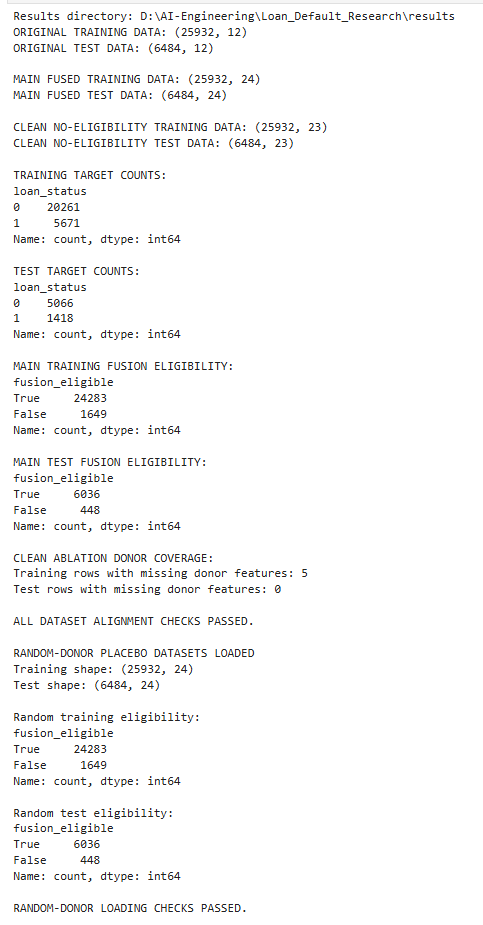 Results directory: D:\AI-Engineering\Loan_Default_Research\results
ORIGINAL TRAINING DATA: (25932, 12)
ORIGINAL TEST DATA: (6484, 12)
MAIN FUSED TRAINING DATA: (25932, 24)
MAIN FUSED TEST DATA: (6484, 24)
CLEAN NO-ELIGIBILITY TRAINING DATA: (25932, 23)
CLEAN NO-ELIGIBILITY TEST DATA: (6484, 23)
TRAINING TARGET COUNTS:
loan_status
0    20261
1     5671
Name: count, dtype: int64
TEST TARGET COUNTS:
loan_status
0    5066
1    1418
Name: count, dtype: int64
MAIN TRAINING FUSION ELIGIBILITY:
fusion_eligible
True     24283
False     1649
Name: count, dtype: int64
MAIN TEST FUSION ELIGIBILITY:
fusion_eligible
True     6036
False     448
Name: count, dtype: int64
CLEAN ABLATION DONOR COVERAGE:
Training rows with missing donor features: 5
Test rows with missing donor features: 0
ALL DATASET ALIGNMENT CHECKS PASSED.
RANDOM-DONOR PLACEBO DATASETS LOADED
Training shape: (25932, 24)
Test shape: (6484, 24)
Random training eligibility:
fusion_eligible
True     24283
False     1649
Name: count, dtype: int64
Random test eligibility:
fusion_eligible
True     6036
False     448
Name: count, dtype: int64
RANDOM-DONOR LOADING CHECKS PASSED.